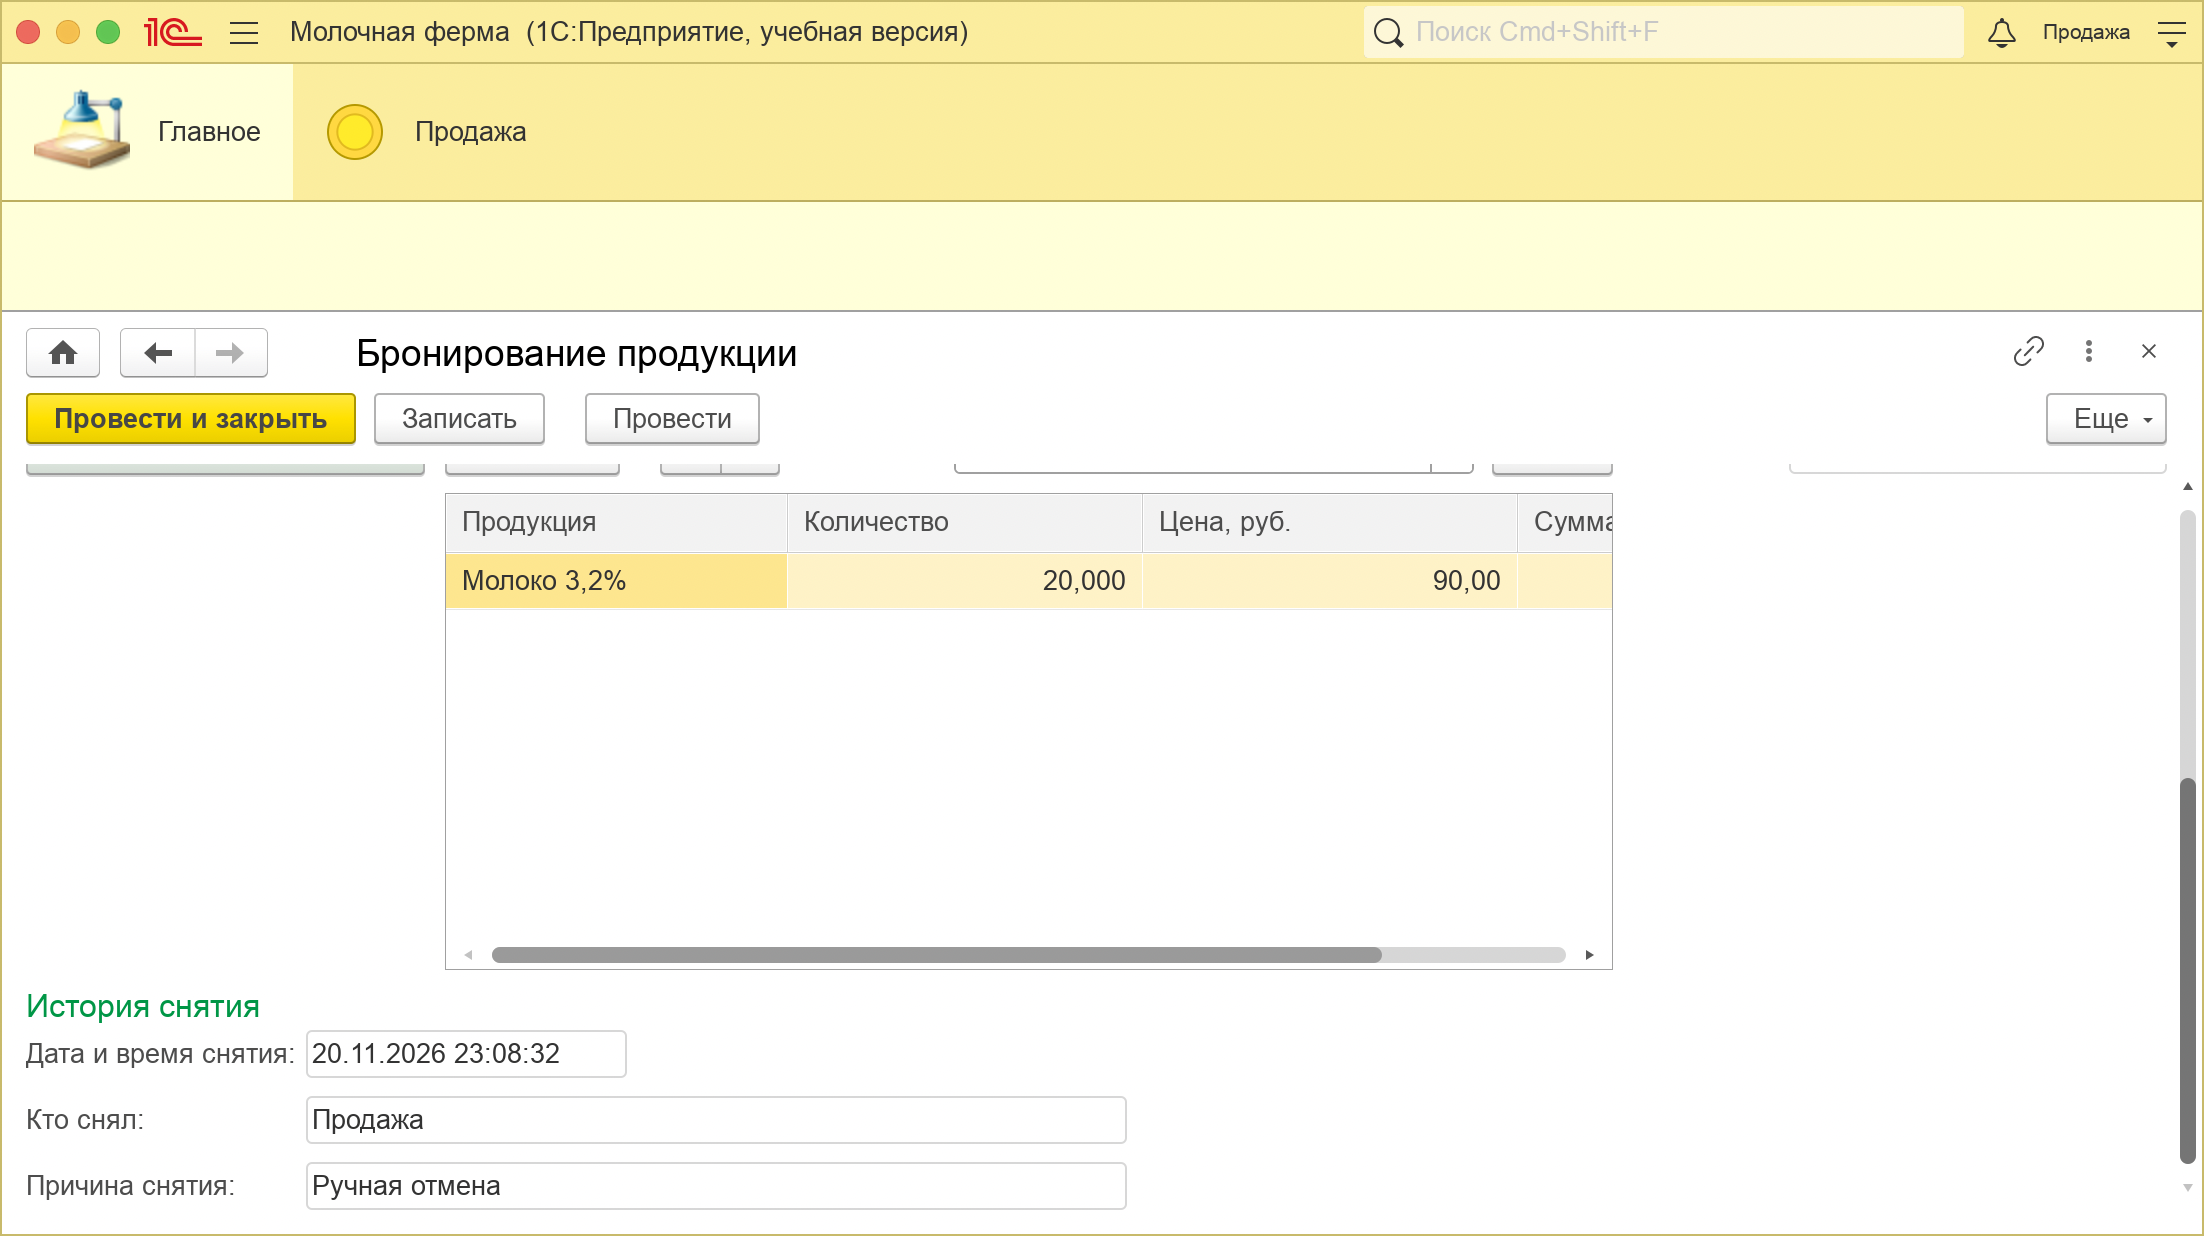 1С Молочная ферма (1С:Предприятие, учебная версия) Поиск Cmd+Shift+F Продажа
Главное Продажа
Бронирование продукции
Провести и закрыть Записать Провести Еще
Продукция Количество Цена, руб. Сумма
Молоко 3,2% 20,000 90,00
История снятия
Дата и время снятия: 20.11.2026 23:08:32
Кто снял: Продажа
Причина снятия: Ручная отмена